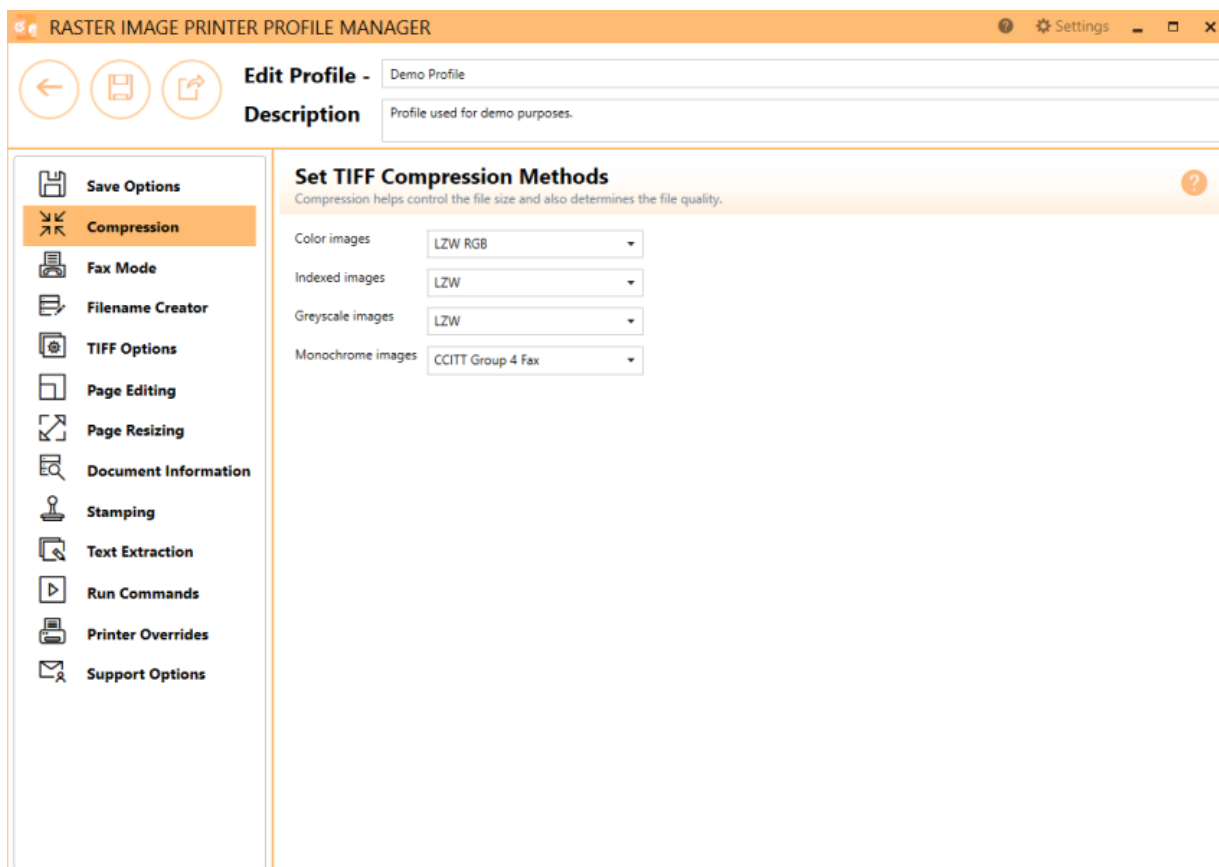 RASTER IMAGE PRINTER PROFILE MANAGER
Settings
Edit Profile - Demo Profile
Description Profile used for demo purposes.
Save Options
Compression
Fax Mode
Filename Creator
TIFF Options
Page Editing
Page Resizing
Document Information
Stamping
Text Extraction
Run Commands
Printer Overrides
Support Options
Set TIFF Compression Methods
Compression helps control the file size and also determines the file quality.
Color images LZW RGB
Indexed images LZW
Greyscale images LZW
Monochrome images CCITT Group 4 Fax